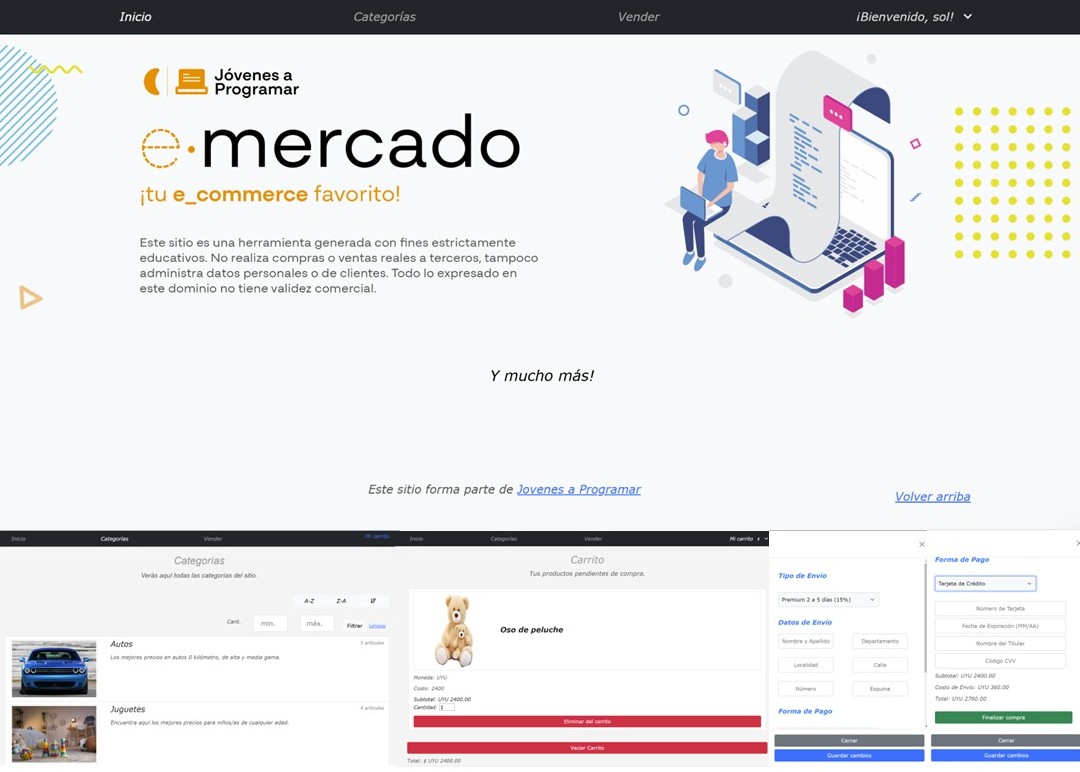 Inicio
Categorías
Vender
¡Bienvenido, sol!
Jóvenes a
Programar
e·mercado
¡tu e_commerce favorito!
Este sitio es una herramienta generada con fines estrictamente
educativos. No realiza compras o ventas reales a terceros, tampoco
administra datos personales o de clientes. Todo lo expresado en
este dominio no tiene validez comercial.
Y mucho más!
Este sitio forma parte de Jovenes a Programar
Volver arriba
Inicio
Categorías
Vender
Mi carrito
Categorias
Verás aquí todas las categorías del sitio.
A-Z
Z-A
Cant.
min.
máx.
Filtrar
Limpiar
Autos
5 artículos
Los mejores precios en autos 0 kilómetro, de alta y media gama.
Juguetes
4 artículos
Encuentra aquí los mejores precios para niños/as de cualquier edad.
Inicio
Categorías
Vender
Mi carrito
Carrito
Tus productos pendientes de compra.
Oso de peluche
Moneda: UYU
Costo: 2400
Subtotal: UYU 2400.00
Cantidad: 1
Eliminar del carrito
Vaciar Carrito
Total: $ UYU 2400.00
Tipo de Envío
Premium 2 a 5 días (15%)
Datos de Envío
Nombre y Apellido
Departamento
Localidad
Calle
Número
Esquina
Forma de Pago
Cerrar
Guardar cambios
Forma de Pago
Tarjeta de Crédito
Número de Tarjeta
Fecha de Expiración (MM/AA)
Nombre del Titular
Código CVV
Subtotal: UYU 2400.00
Costo de Envío: UYU 360.00
Total: UYU 2760.00
Finalizar compra
Cerrar
Guardar cambios